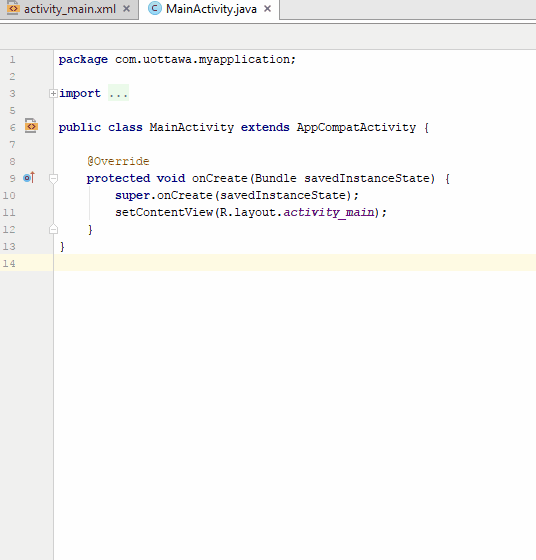 activity_main.xml × MainActivity.java ×
1 package com.uottawa.myapplication;
2
3 import ...
5
6 public class MainActivity extends AppCompatActivity {
7
8 @Override
9 protected void onCreate(Bundle savedInstanceState) {
10 super.onCreate(savedInstanceState);
11 setContentView(R.layout.activity_main);
12 }
13 }
14